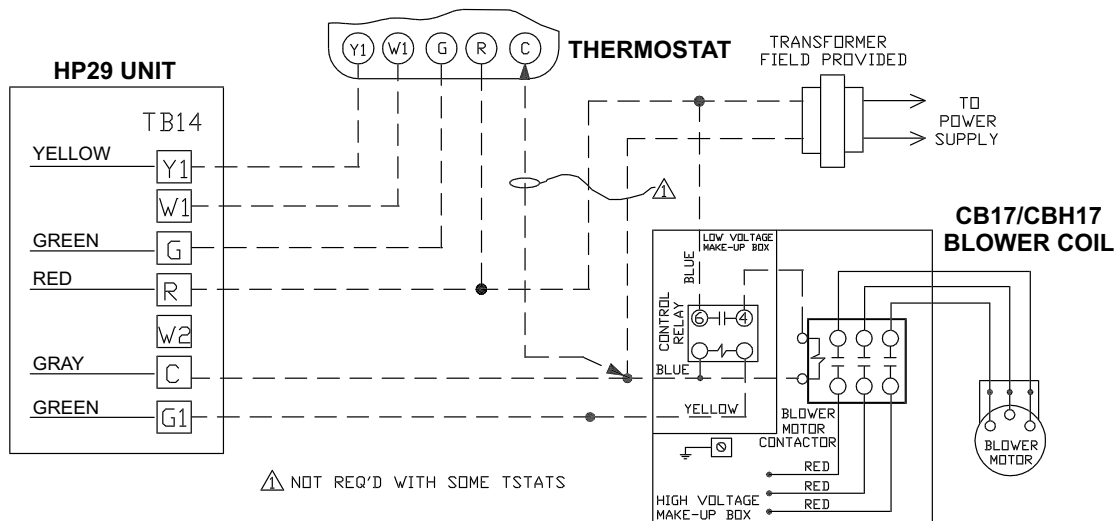 Y1 W1 G R C
THERMOSTAT
TRANSFORMER
FIELD PROVIDED
HP29 UNIT
TO
POWER
SUPPLY
TB14
YELLOW
Y1
W1
1
GREEN
G
RED
R
W2
GRAY
C
GREEN
G1
CB17/CBH17
BLOWER COIL
LOW VOLTAGE
MAKE-UP BOX
BLUE
CONTROL
RELAY
6 4
BLUE
YELLOW
BLOWER
MOTOR
CONTACTOR
BLOWER
MOTOR
RED
RED
RED
HIGH VOLTAGE
MAKE-UP BOX
1 NOT REQ'D WITH SOME TSTATS